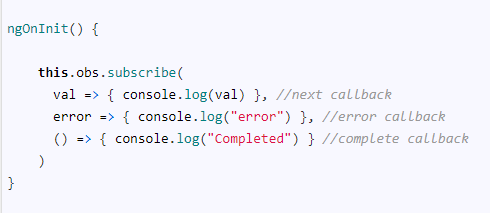 ngOnInit() {
this.obs.subscribe(
val => { console.log(val) }, //next callback
error => { console.log("error") }, //error callback
() => { console.log("Completed") } //complete callback
)
}